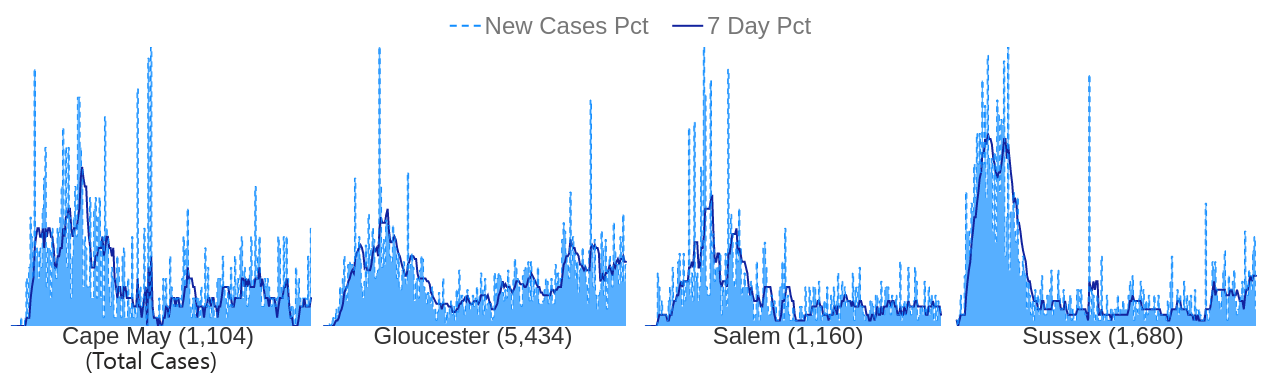 New Cases Pct 7 Day Pct
Cape May (1,104) Gloucester (5,434) Salem (1,160) Sussex (1,680)
(Total Cases)